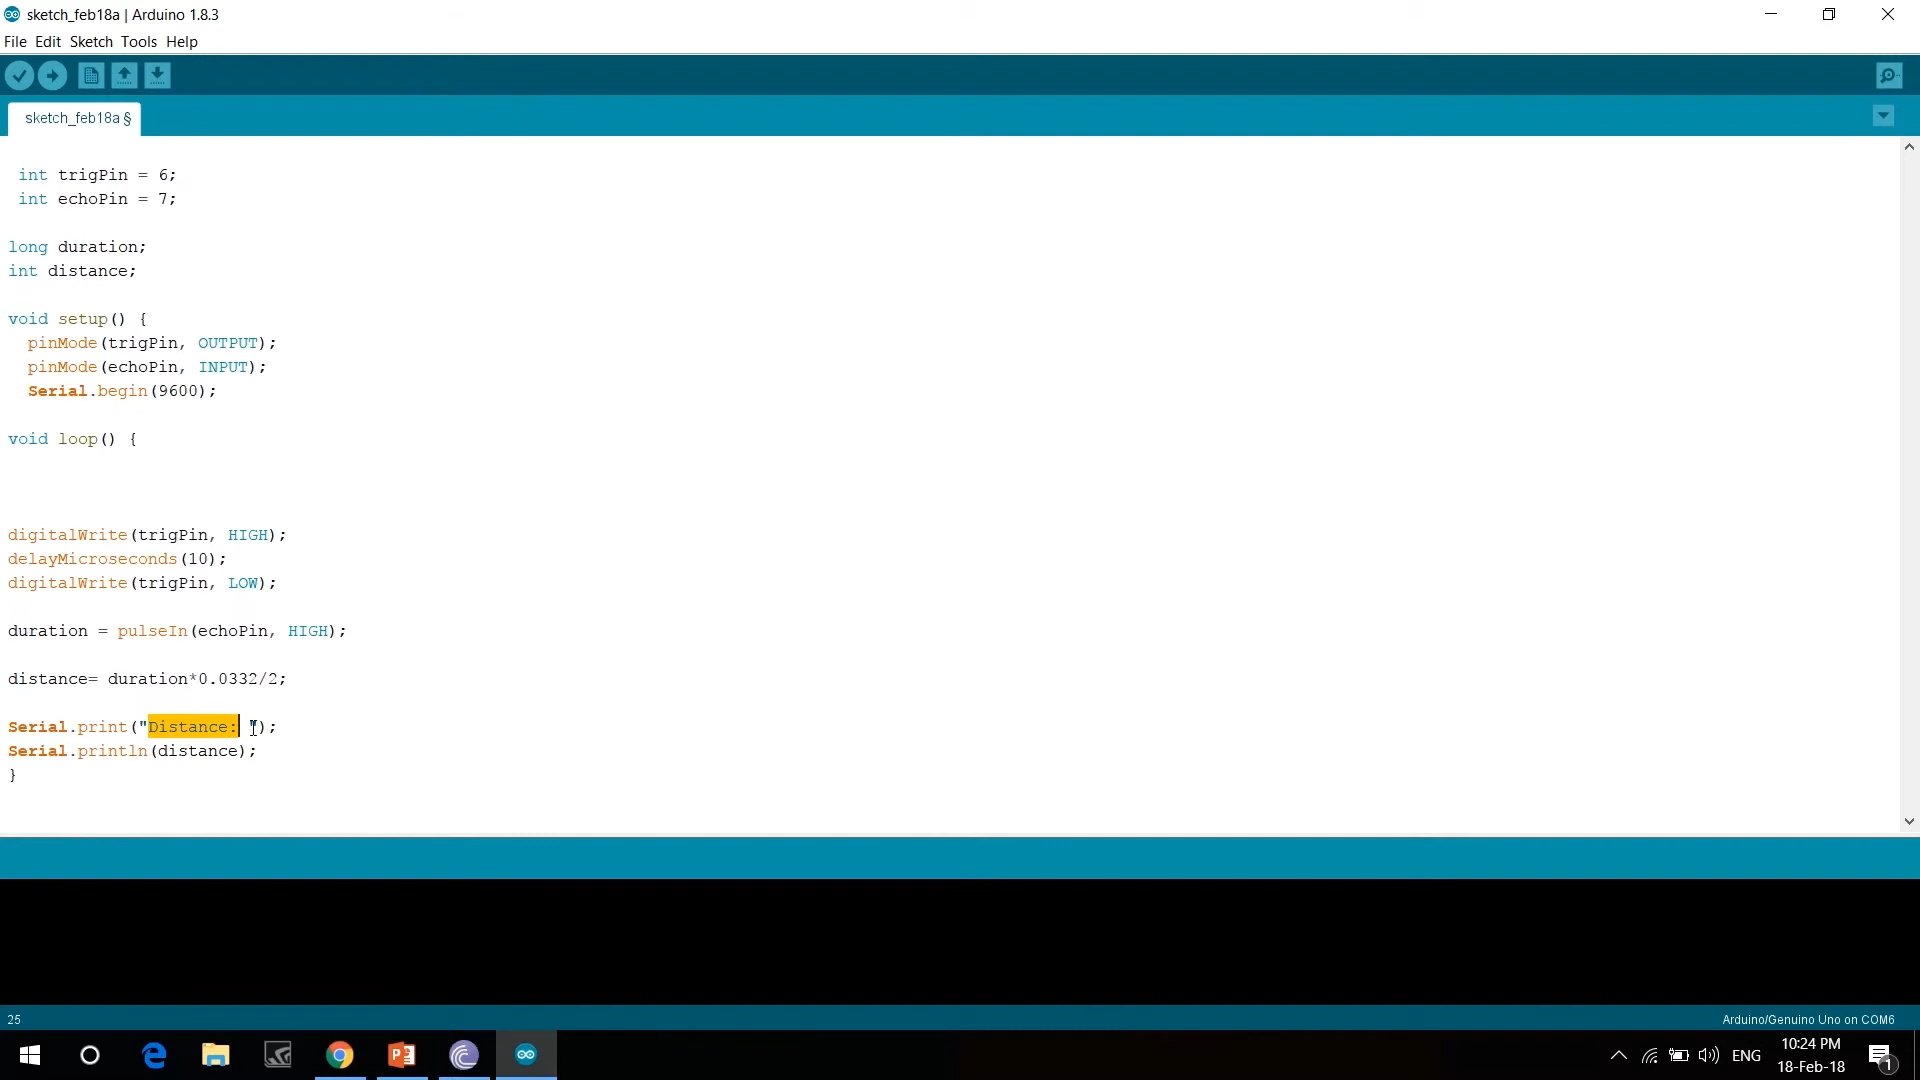 sketch_feb18a | Arduino 1.8.3
File Edit Sketch Tools Help
sketch_feb18a §
int trigPin = 6;
int echoPin = 7;
long duration;
int distance;
void setup() {
pinMode(trigPin, OUTPUT);
pinMode(echoPin, INPUT);
Serial.begin(9600);
void loop() {
digitalWrite(trigPin, HIGH);
delayMicroseconds(10);
digitalWrite(trigPin, LOW);
duration = pulseIn(echoPin, HIGH);
distance= duration*0.0332/2;
Serial.print("Distance: ");
Serial.println(distance);
}
25
Arduino/Genuino Uno on COM6
ENG
10:24 PM
18-Feb-18
1